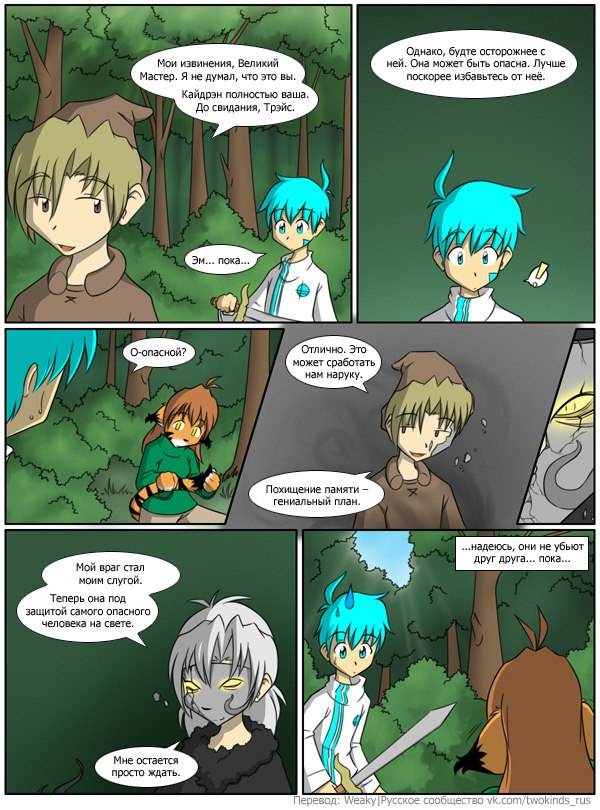 Мои извинения, Великий
Мастер. Я не думал, что это вы.
Кайдрэн полностью ваша.
До свидания, Трэйс.
Эм... пока...
Однако, будте осторожнее с
ней. Она может быть опасна. Лучше
поскорее избавьтесь от неё.
О-опасной?
Отлично. Это
может сработать
нам наруку.
Похищение памяти –
гениальный план.
Мой враг стал
моим слугой.
Теперь она под
защитой самого опасного
человека на свете.
Мне остается
просто ждать.
...надеюсь, они не убьют
друг друга... пока...
Перевод: Weaky|Русское сообщество vk.com/twokinds_rus